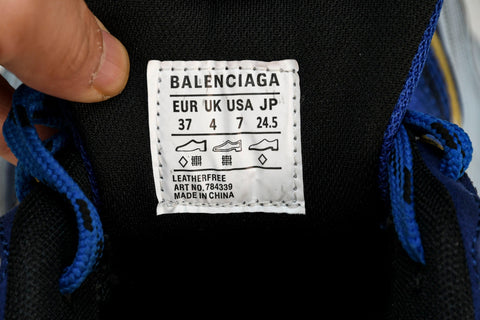 BALENCIAGA
EUR UK USA JP
37 4 7 24.5
LEATHERFREE
ART NO. 784339
MADE IN CHINA